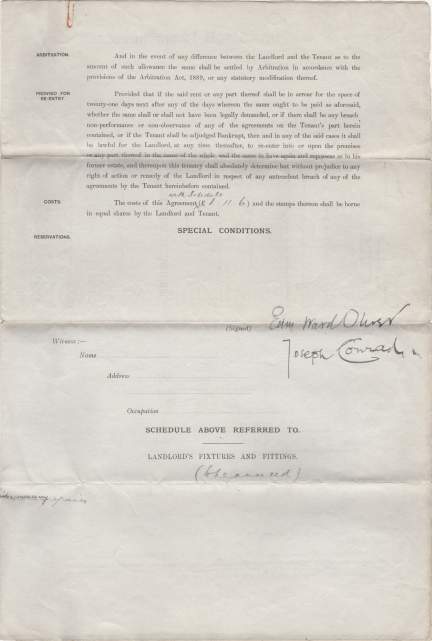 ARBITRATION. And in the event of any difference between the Landlord and the Tenant as to the
amount of such allowance the same shall be settled by Arbitration in accordance with the
provisions of the Arbitration Act, 1889, or any statutory modification thereof.
PROVISO FOR RE-ENTRY. Provided that if the said rent or any part thereof shall be in arrear for the space of
twenty-one days next after any of the days whereon the same ought to be paid as aforesaid,
whether the same shall or shall not have been legally demanded, or if there shall be any breach
non-performance or non-observance of any of the agreements on the Tenant's part herein
contained, or if the Tenant shall be adjudged Bankrupt, then and in any of the said cases it shall
be lawful for the Landlord, at any time thereafter, to re-enter into or upon the premises
or any part thereof in the name of the whole and the same to have again and repossess as in his
former estate, and thereupon this tenancy shall absolutely determine but without prejudice to any
right of action or remedy of the Landlord in respect of any antecedent breach of any of the
agreements by the Tenant hereinbefore contained.
with Schedule
COSTS. The costs of this Agreement and the stamps thereon shall be borne
in equal shares by the Landlord and Tenant.
RESERVATIONS. SPECIAL CONDITIONS.
(Signed) Edm Ward Oliver
Joseph Conrad
Witness:—
Name
Address
Occupation
SCHEDULE ABOVE REFERRED TO.
LANDLORD'S FIXTURES AND FITTINGS.